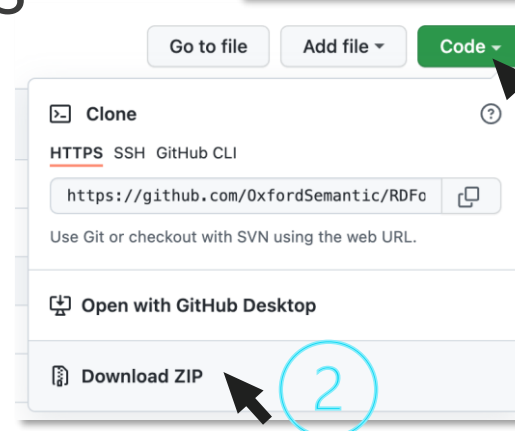 Go to file Add file Code
Clone
HTTPS SSH GitHub CLI
https://github.com/OxfordSemantic/RDFo
Use Git or checkout with SVN using the web URL.
Open with GitHub Desktop
Download ZIP
2